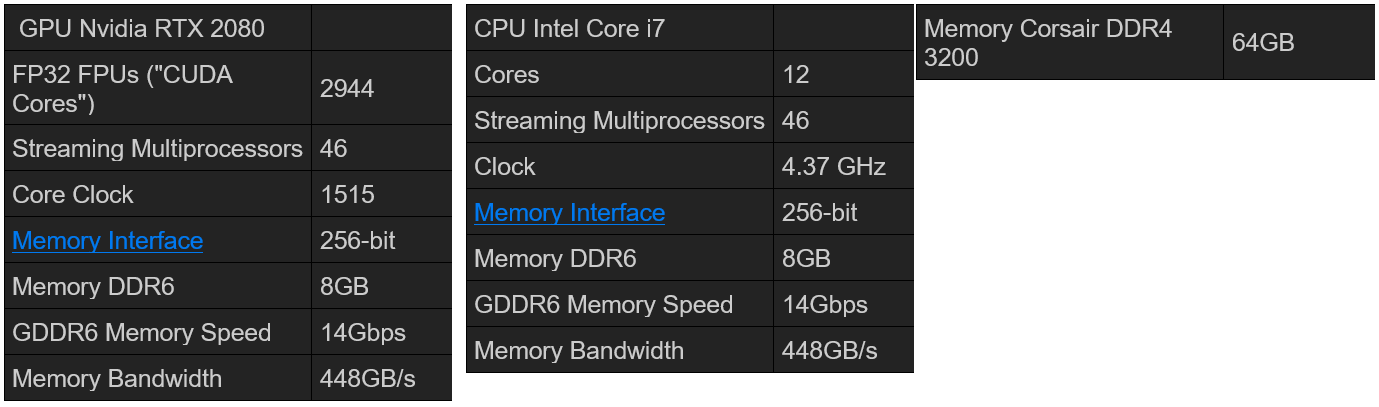 GPU Nvidia RTX 2080
FP32 FPUs ("CUDA
Cores")
2944
Streaming Multiprocessors 46
Core Clock 1515
Memory Interface 256-bit
Memory DDR6 8GB
GDDR6 Memory Speed 14Gbps
Memory Bandwidth 448GB/s
CPU Intel Core i7
Cores 12
Streaming Multiprocessors 46
Clock 4.37 GHz
Memory Interface 256-bit
Memory DDR6 8GB
GDDR6 Memory Speed 14Gbps
Memory Bandwidth 448GB/s
Memory Corsair DDR4
3200
64GB